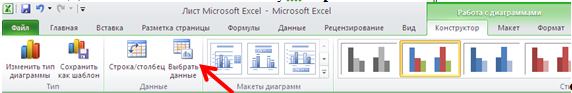 Лист Microsoft Excel - Microsoft Excel
Работа с диаграммами
Файл Главная Вставка Разметка страницы Формулы Данные Рецензирование Вид Конструктор Макет Формат
Изменить тип диаграммы
Сохранить как шаблон
Строка/столбец
Выбрать данные
Тип Данные Макеты диаграмм